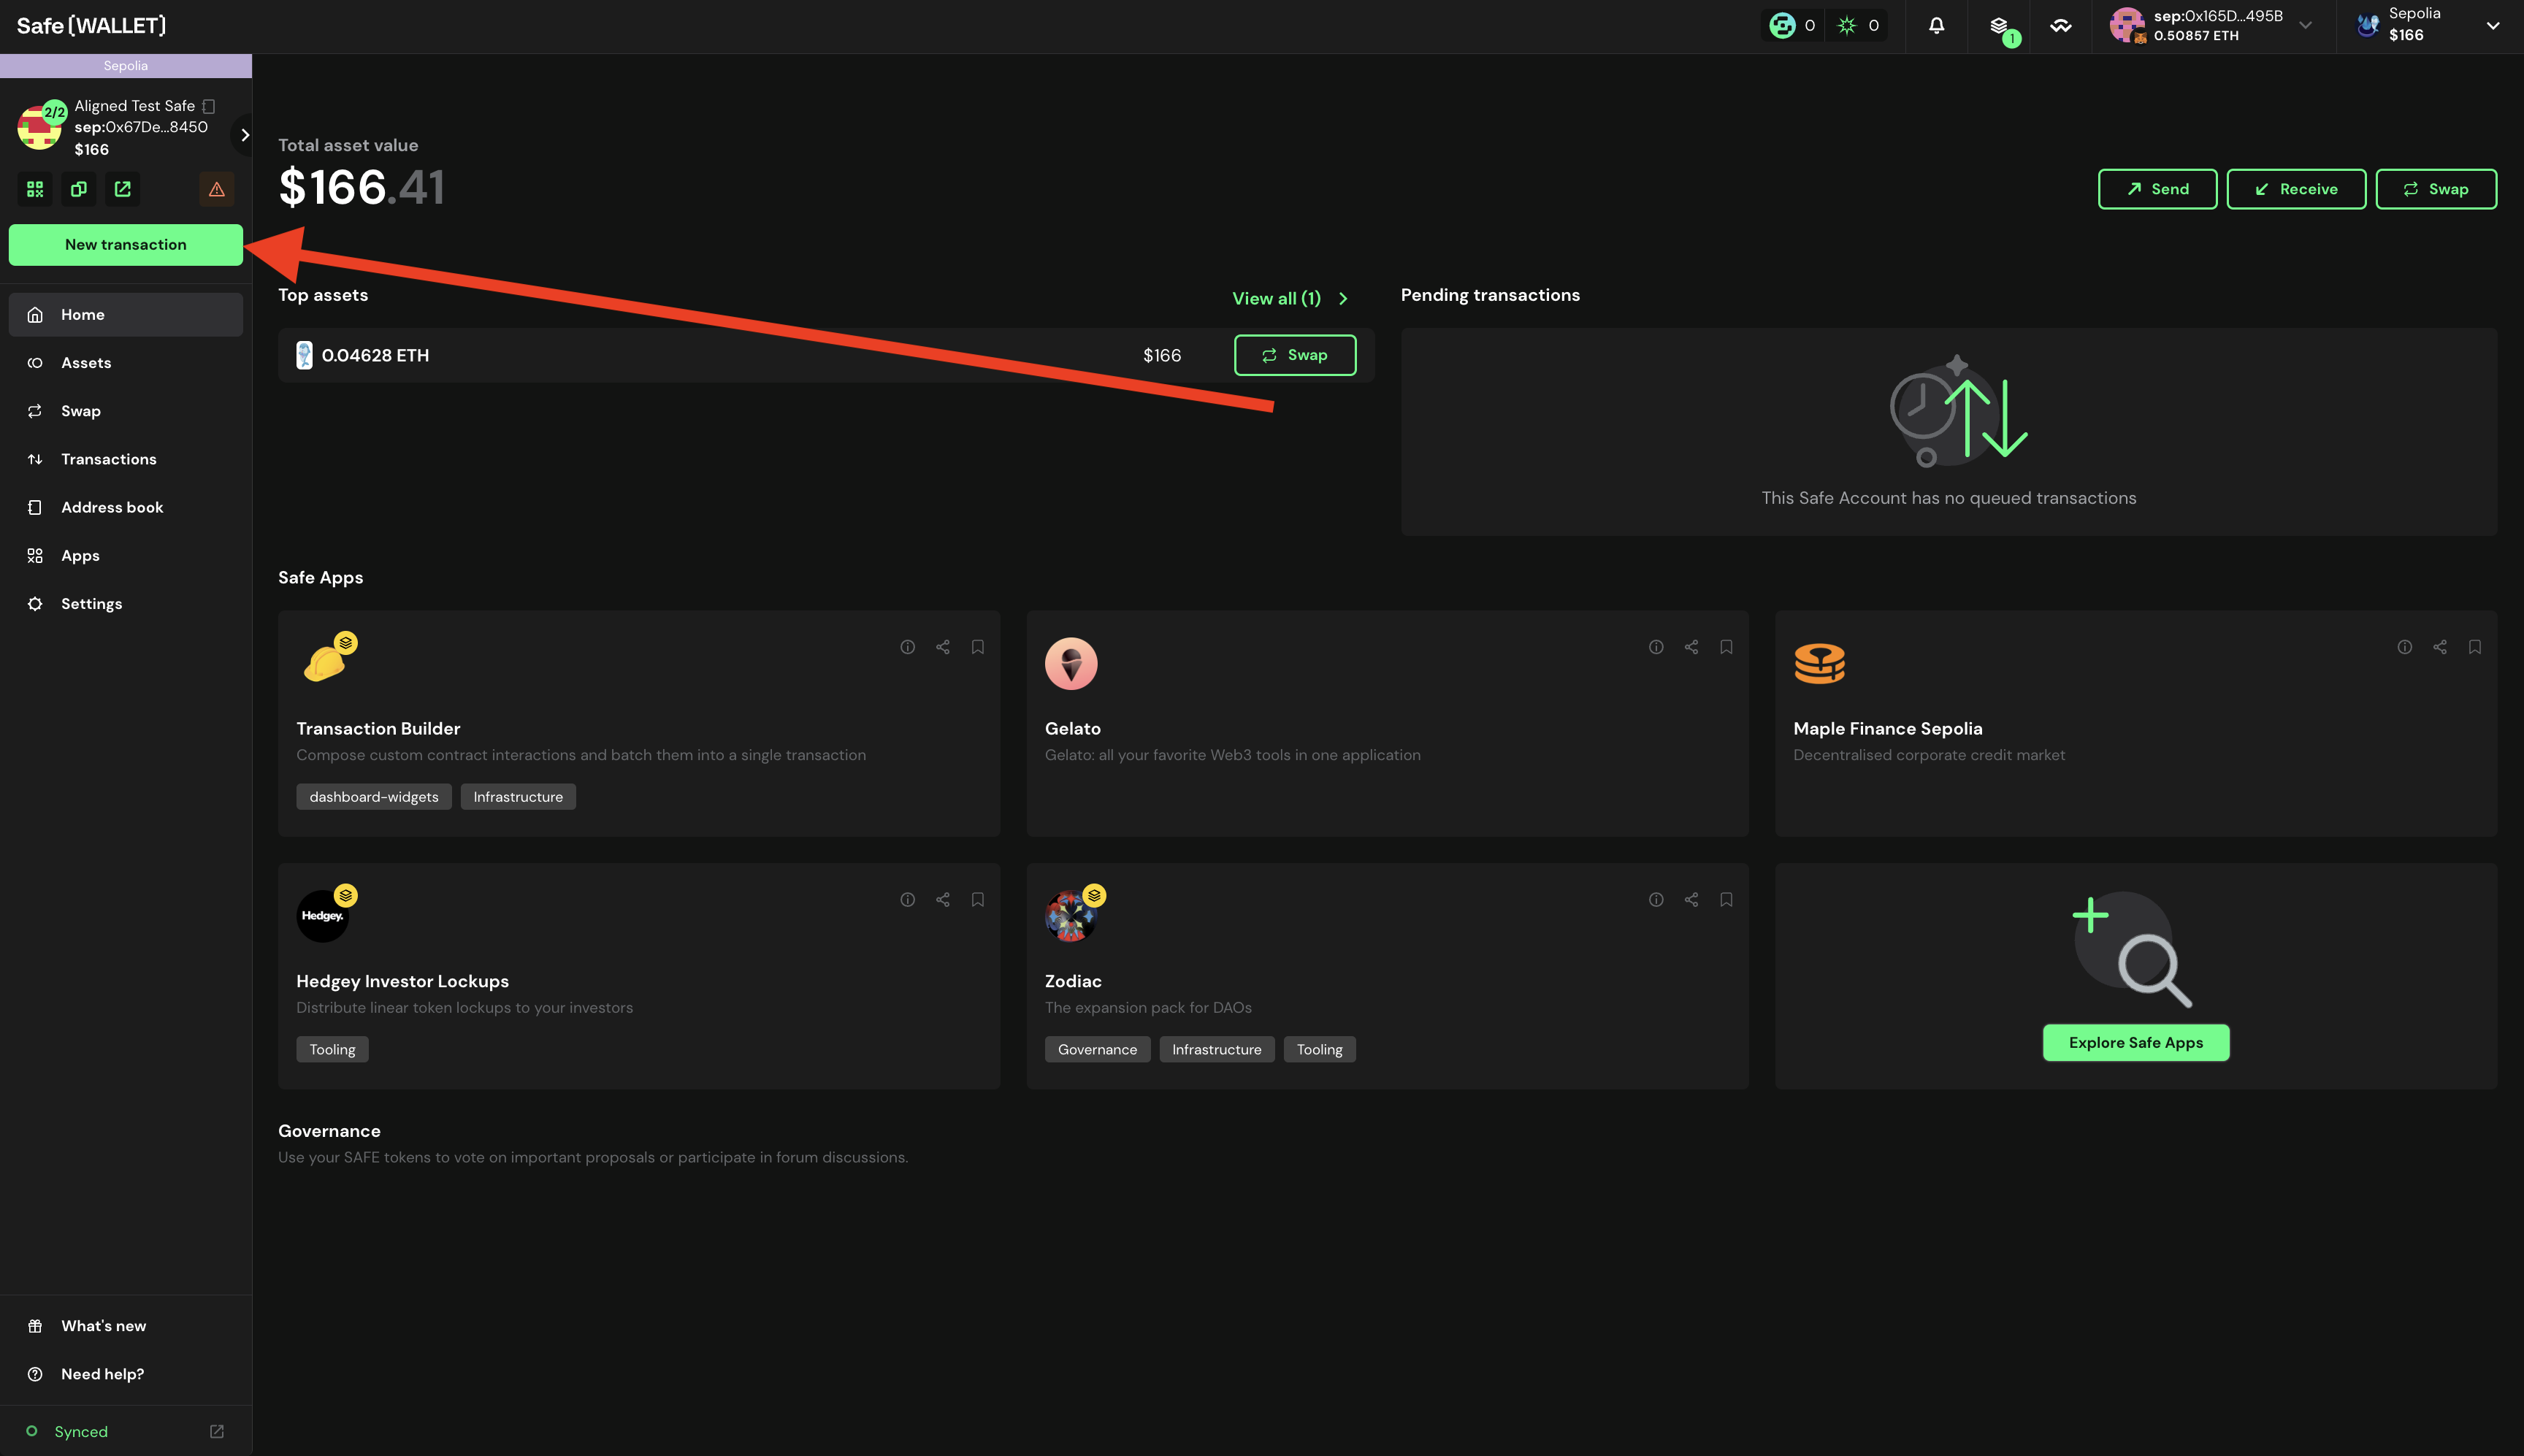 Safe{WALLET}
0
0
1
sep:0x165D...495B
0.50857 ETH
Sepolia
$166
Sepolia
2/2
Aligned Test Safe
sep:0x67De...8450
$166
New transaction
Home
Assets
Swap
Transactions
Address book
Apps
Settings
What's new
Need help?
Synced
Total asset value
$166.41
Send
Receive
Swap
Top assets
View all (1)
0.04628 ETH
$166
Swap
Pending transactions
This Safe Account has no queued transactions
Safe Apps
Transaction Builder
Compose custom contract interactions and batch them into a single transaction
dashboard-widgets
Infrastructure
Gelato
Gelato: all your favorite Web3 tools in one application
Maple Finance Sepolia
Decentralised corporate credit market
Hedgey.
Hedgey Investor Lockups
Distribute linear token lockups to your investors
Tooling
Zodiac
The expansion pack for DAOs
Governance
Infrastructure
Tooling
Explore Safe Apps
Governance
Use your SAFE tokens to vote on important proposals or participate in forum discussions.